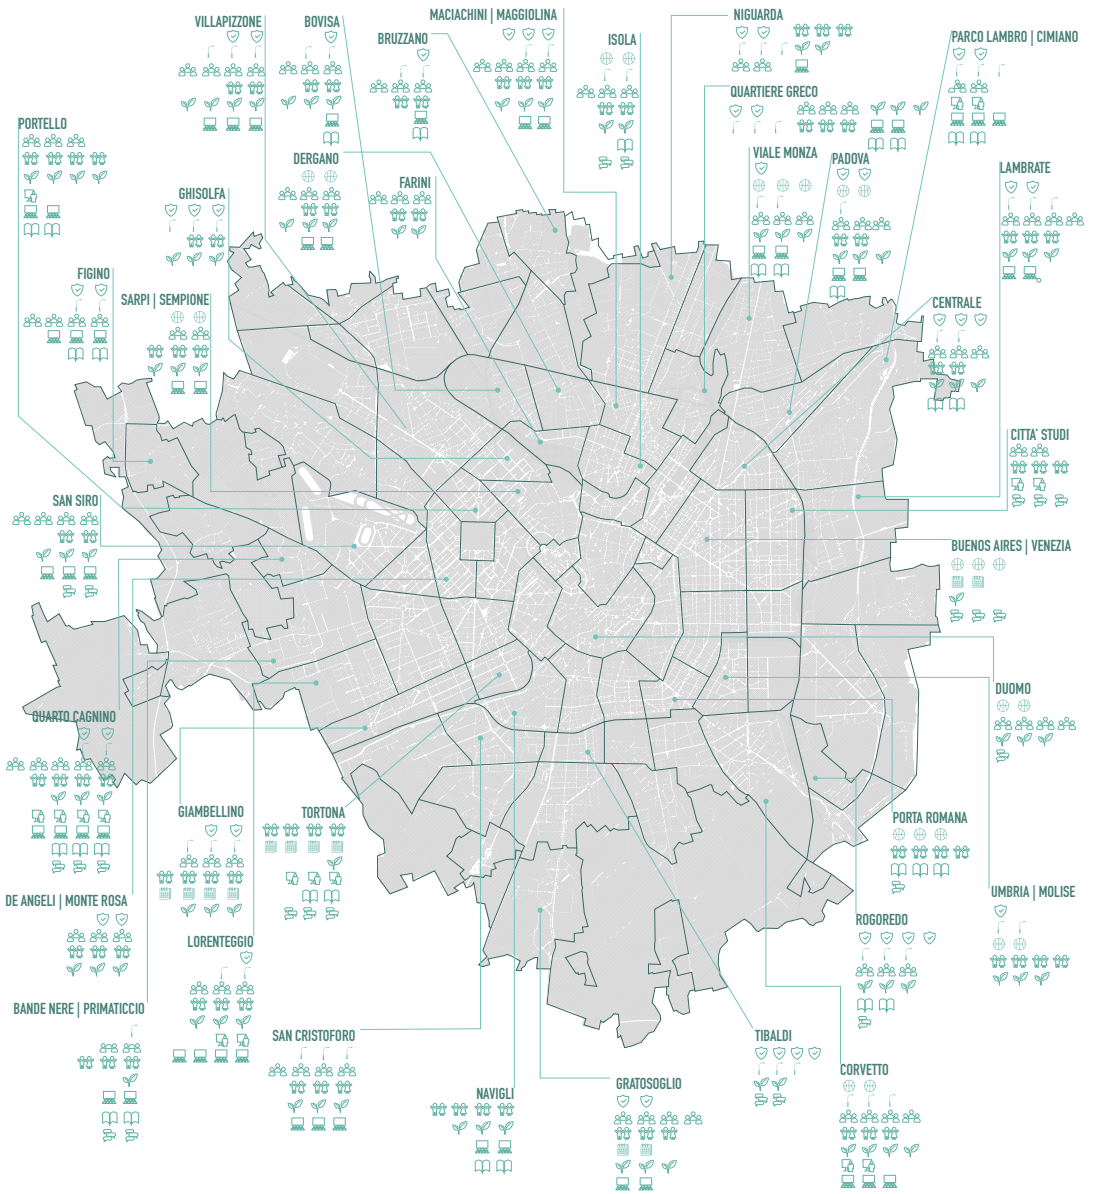 MACIACHINI | MAGGIOLINA
NIGUARDA
VILLAPIZZONE
BOVISA
BRUZZANO
ISOLA
PARCO LAMBRO | CIMIANO
QUARTIERE GRECO
PORTELLO
DERGANO
VIALE MONZA
PADOVA
LAMBRATE
GHISOLFA
FARINI
FIGINO
SARPI | SEMPIONE
CENTRALE
CITTA' STUDI
SAN SIRO
BUENOS AIRES | VENEZIA
DUOMO
QUARTO CAGNINO
GIAMBELLINO
TORTONA
PORTA ROMANA
UMBRIA | MOLISE
DE ANGELI | MONTE ROSA
ROGOREDO
LORENTEGGIO
BANDE NERE | PRIMATICCIO
SAN CRISTOFORO
TIBALDI
CORVETTO
GRATOSOGLIO
NAVIGLI